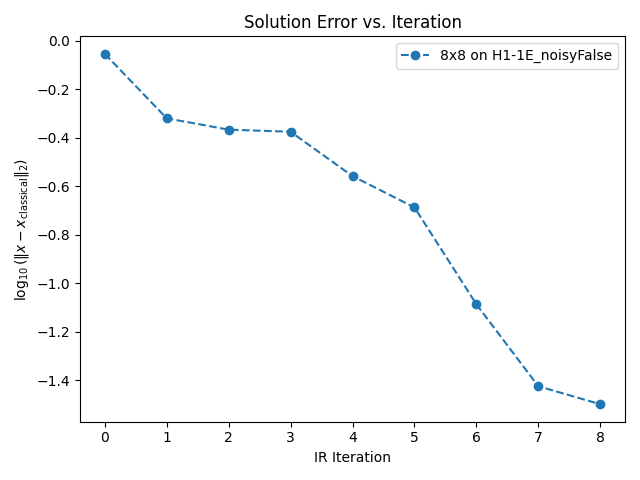 Solution Error vs. Iteration
8x8 on H1-1E_noisyFalse
0.0
−0.2
−0.4
−0.6
−0.8
−1.0
−1.2
−1.4
log₁₀ (‖x − x_classical‖₂)
0 1 2 3 4 5 6 7 8
IR Iteration